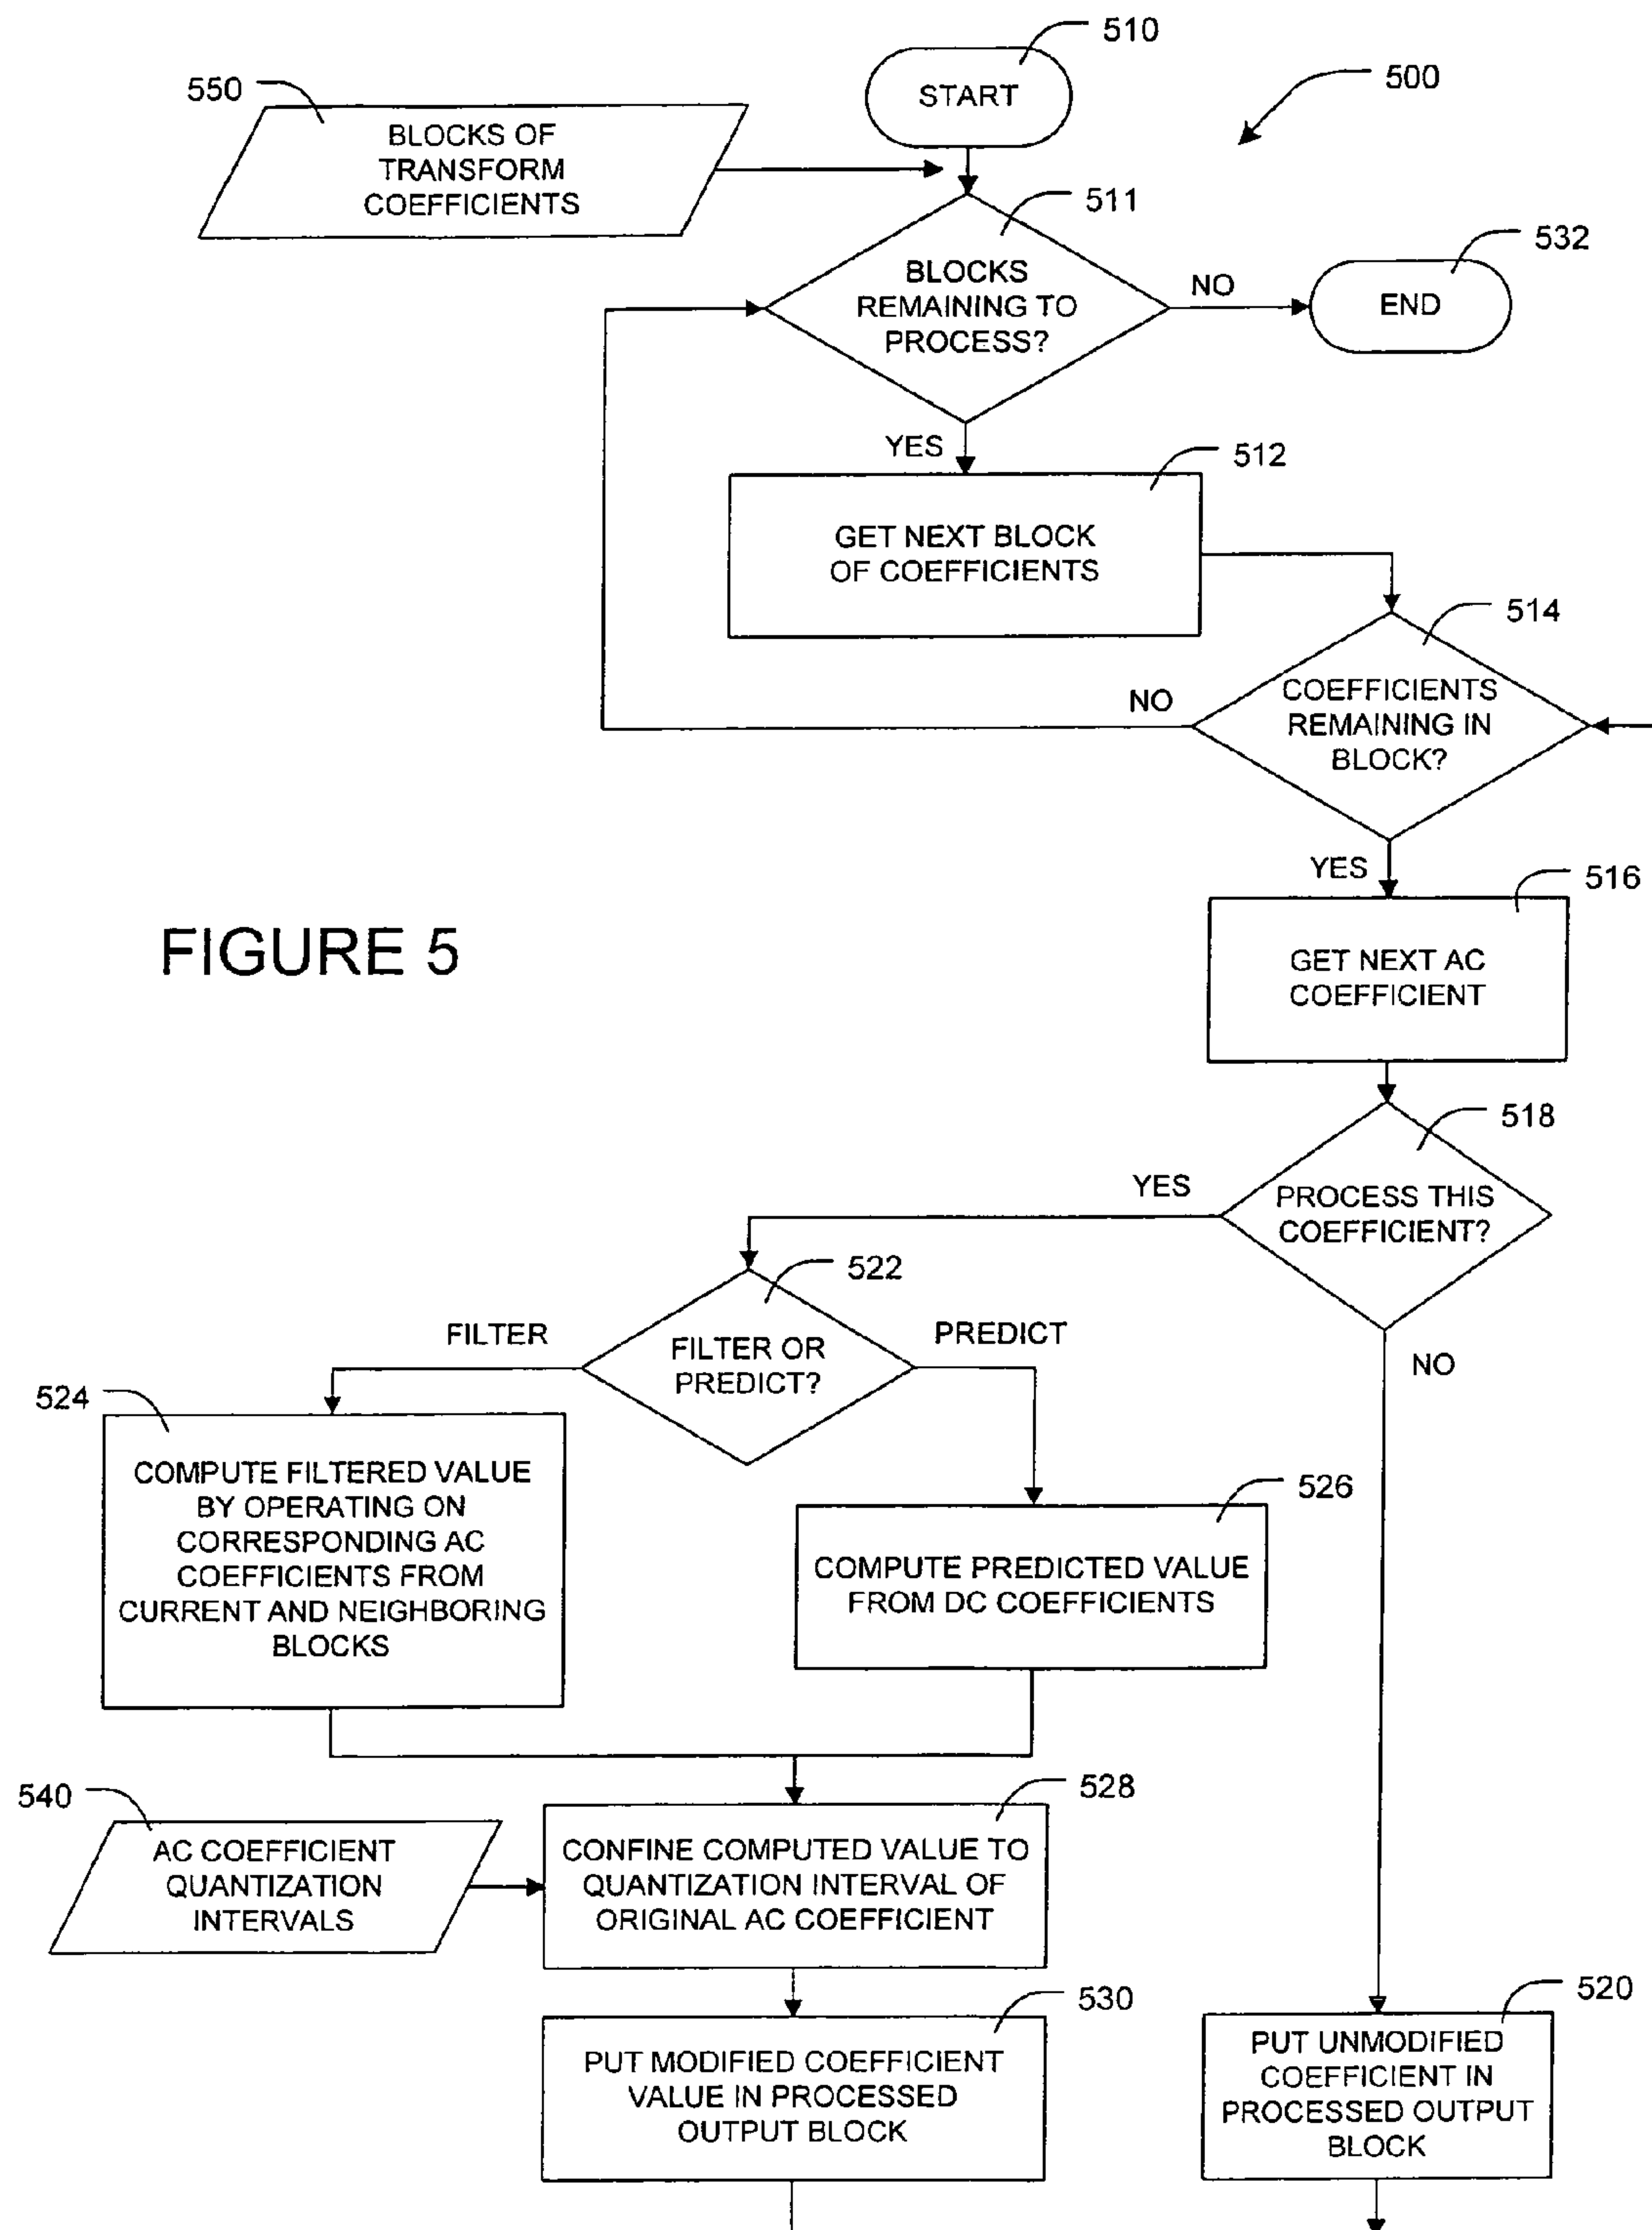 510
START
500
550
BLOCKS OF
TRANSFORM
COEFFICIENTS
511
532
BLOCKS
REMAINING TO
PROCESS?
NO
END
YES
512
GET NEXT BLOCK
OF COEFFICIENTS
514
NO
COEFFICIENTS
REMAINING IN
BLOCK?
YES
516
FIGURE 5
GET NEXT AC
COEFFICIENT
518
YES
PROCESS THIS
COEFFICIENT?
522
FILTER
FILTER OR
PREDICT?
PREDICT
NO
524
COMPUTE FILTERED VALUE
BY OPERATING ON
CORRESPONDING AC
COEFFICIENTS FROM
CURRENT AND NEIGHBORING
BLOCKS
526
COMPUTE PREDICTED VALUE
FROM DC COEFFICIENTS
540
AC COEFFICIENT
QUANTIZATION
INTERVALS
528
CONFINE COMPUTED VALUE TO
QUANTIZATION INTERVAL OF
ORIGINAL AC COEFFICIENT
530
PUT MODIFIED COEFFICIENT
VALUE IN PROCESSED
OUTPUT BLOCK
520
PUT UNMODIFIED
COEFFICIENT IN
PROCESSED OUTPUT
BLOCK